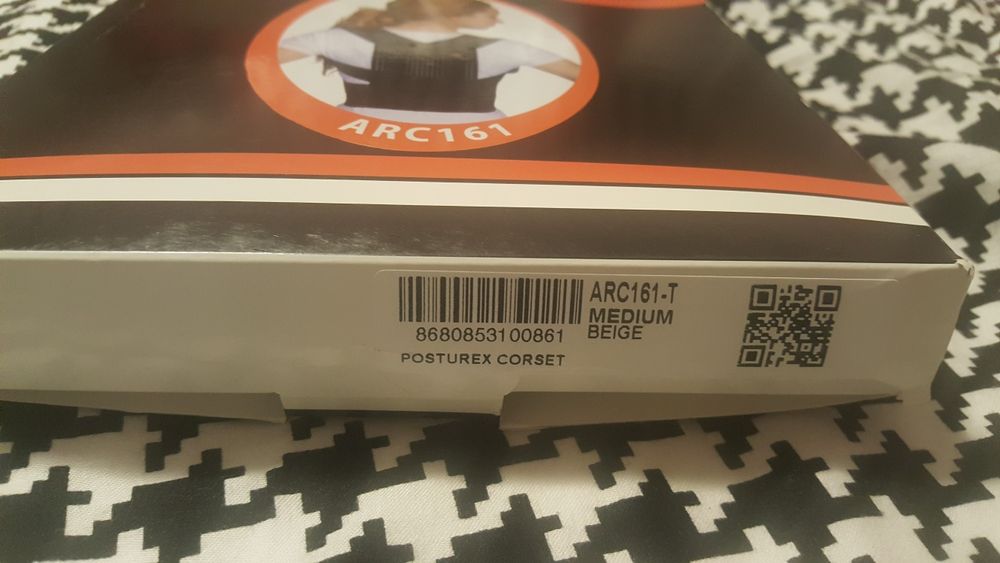 ARC161
ARC161-T
MEDIUM
BEIGE
8680853100861
POSTUREX CORSET